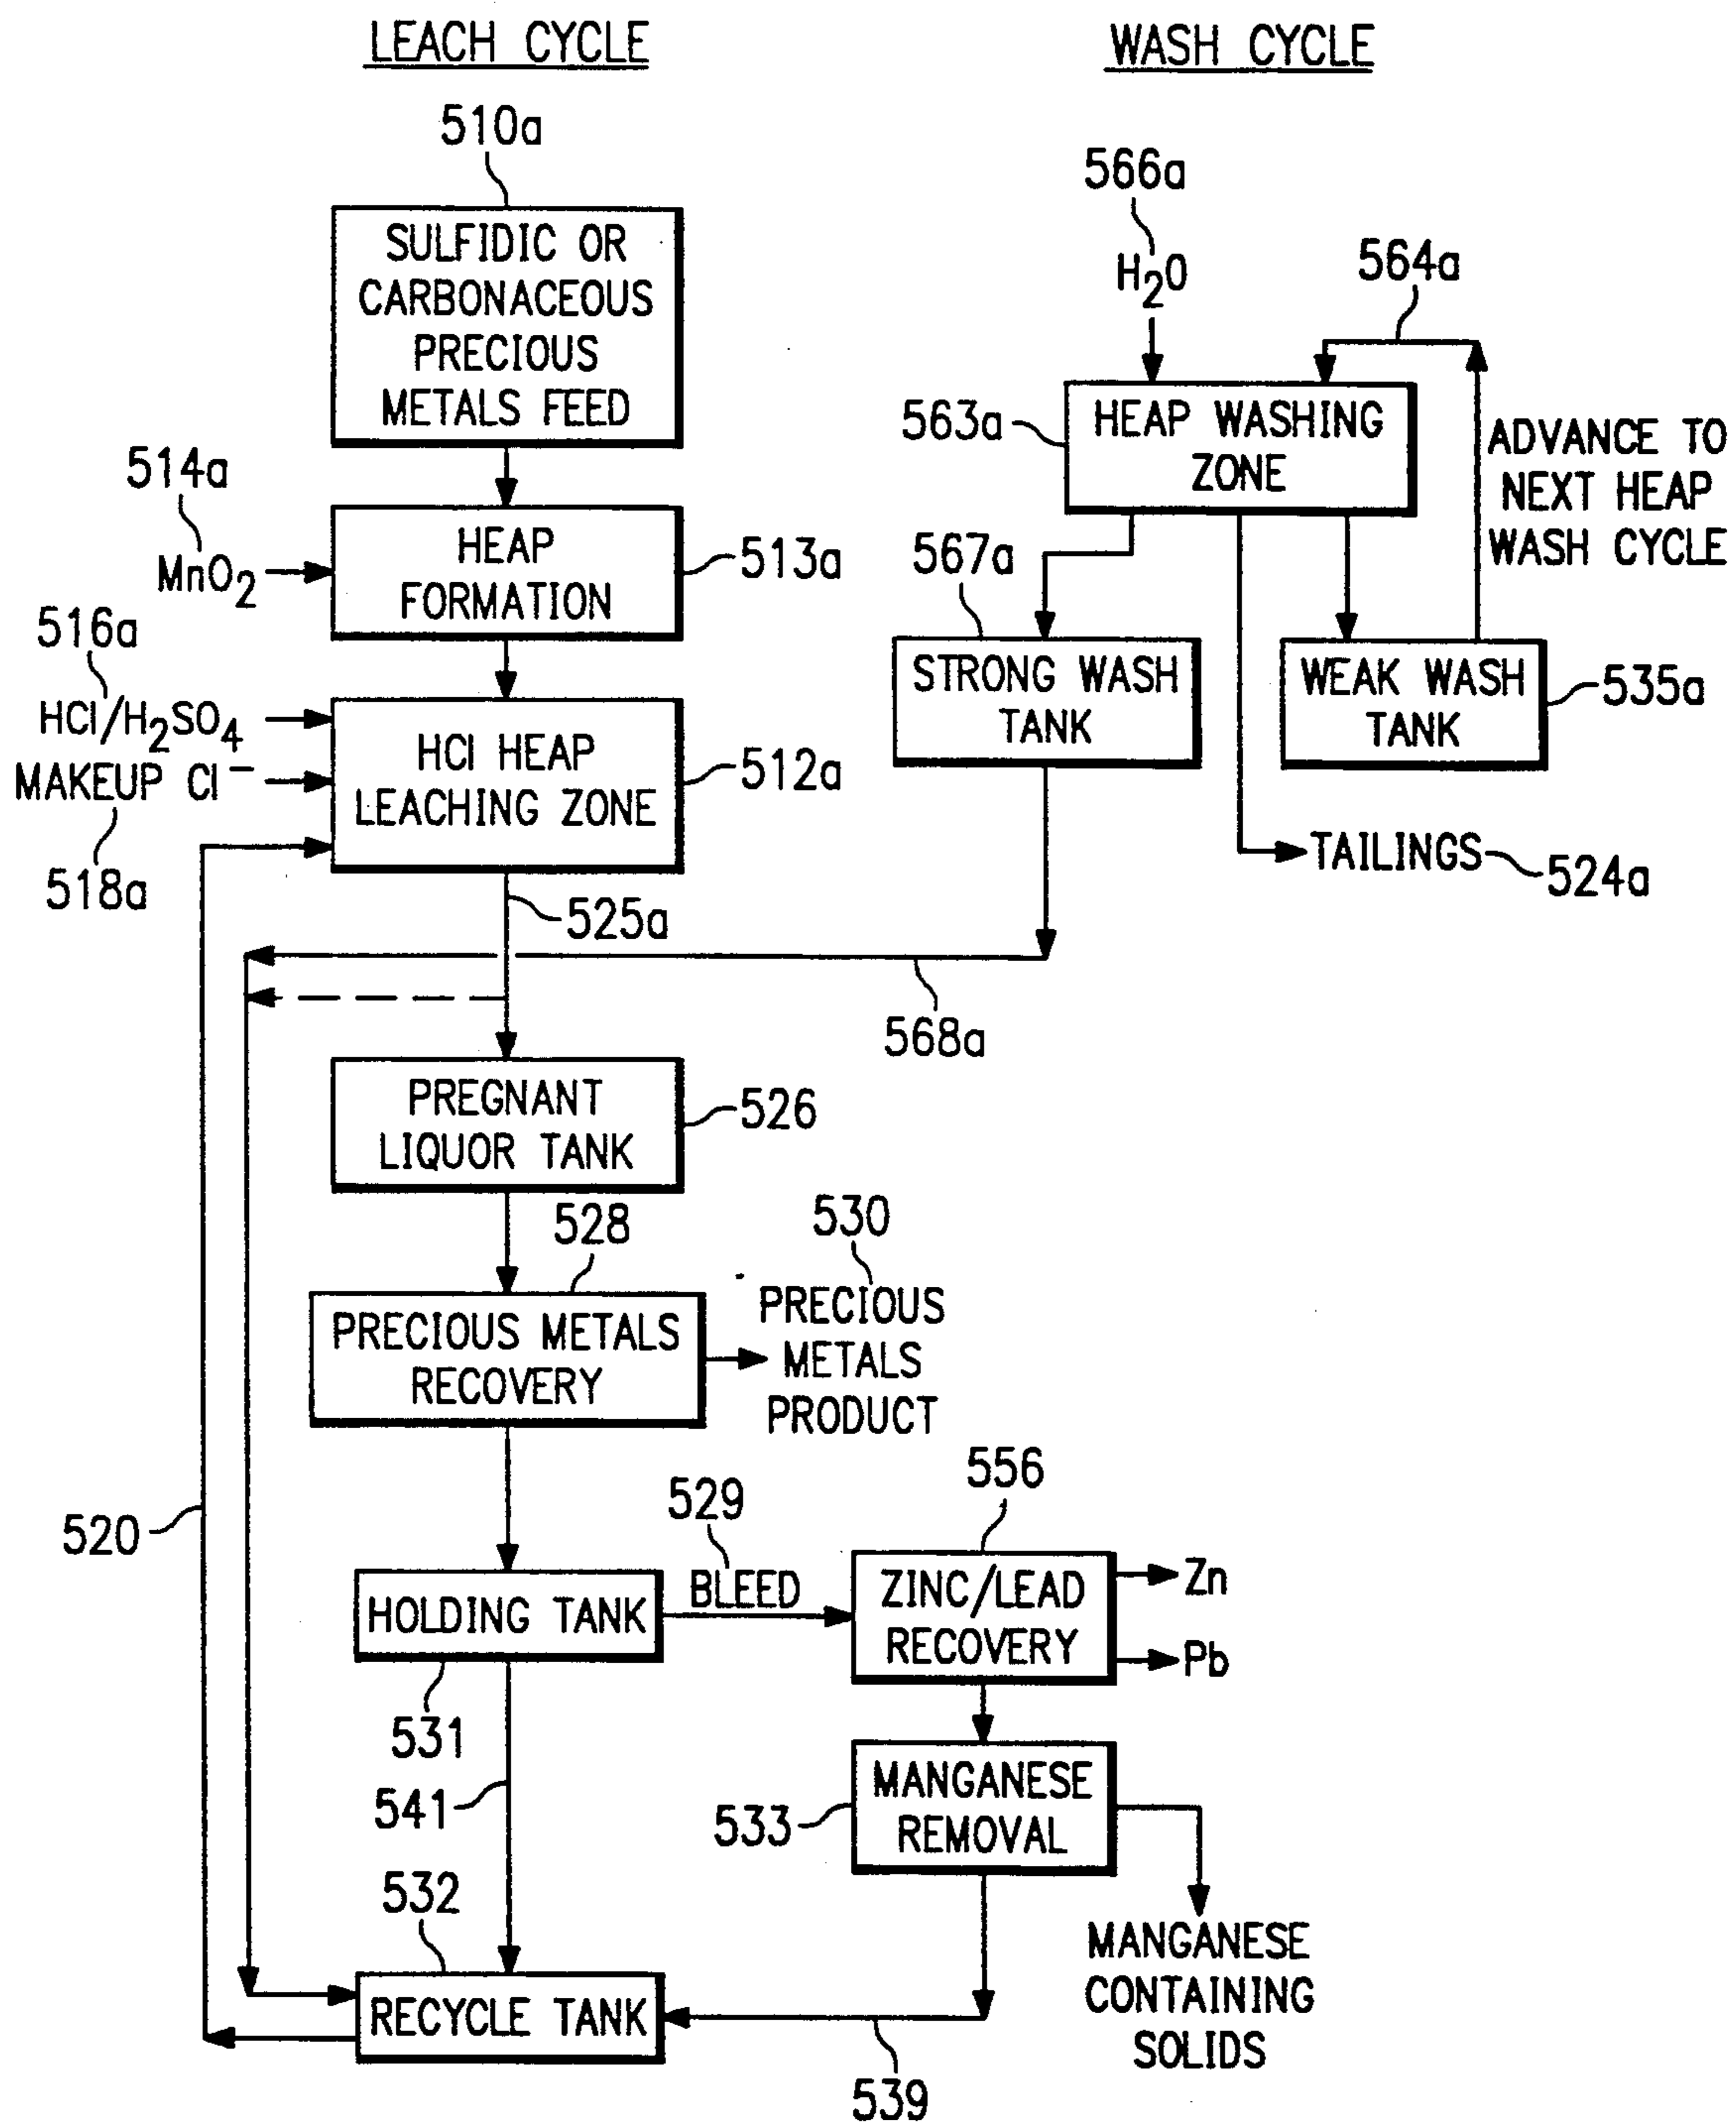 LEACH CYCLE
WASH CYCLE
510a
SULFIDIC OR
CARBONACEOUS
PRECIOUS
METALS FEED
514a
MnO2
HEAP
FORMATION
513a
516a
HCl/H2SO4
MAKEUP Cl−
518a
HCl HEAP
LEACHING ZONE
512a
525a
566a
H2O
564a
563a
HEAP WASHING
ZONE
ADVANCE TO
NEXT HEAP
WASH CYCLE
567a
STRONG WASH
TANK
WEAK WASH
TANK
535a
TAILINGS
524a
568a
PREGNANT
LIQUOR TANK
526
528
PRECIOUS METALS
RECOVERY
530
PRECIOUS
METALS
PRODUCT
520
HOLDING TANK
531
529
BLEED
556
ZINC/LEAD
RECOVERY
Zn
Pb
541
533
MANGANESE
REMOVAL
MANGANESE
CONTAINING
SOLIDS
532
RECYCLE TANK
539